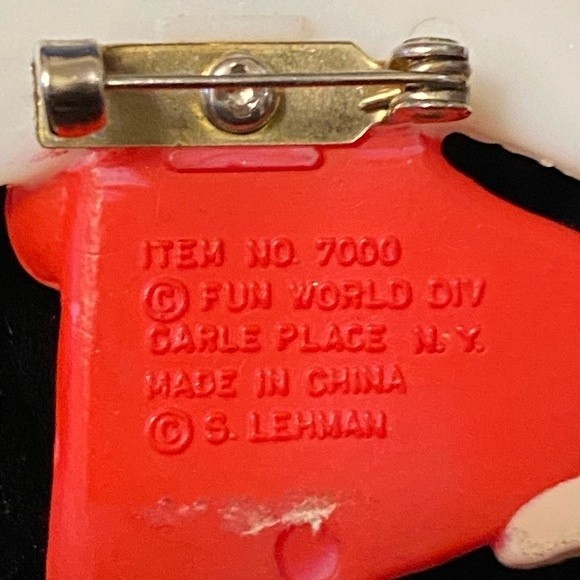 ITEM NO. 7000
© FUN WORLD DIV
CARLE PLACE N.Y.
MADE IN CHINA
© S. LEHMAN